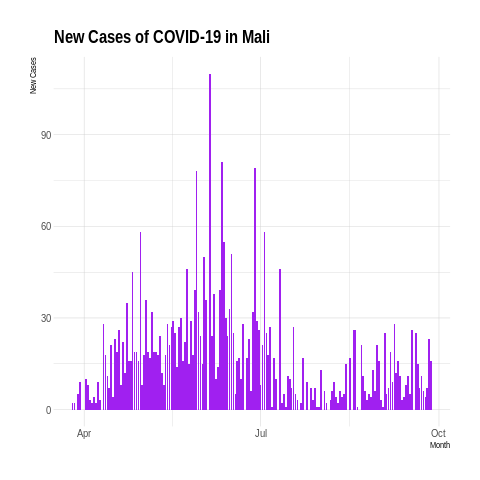 New Cases of COVID-19 in Mali
New Cases
90
60
30
0
Apr
Jul
Oct
Month